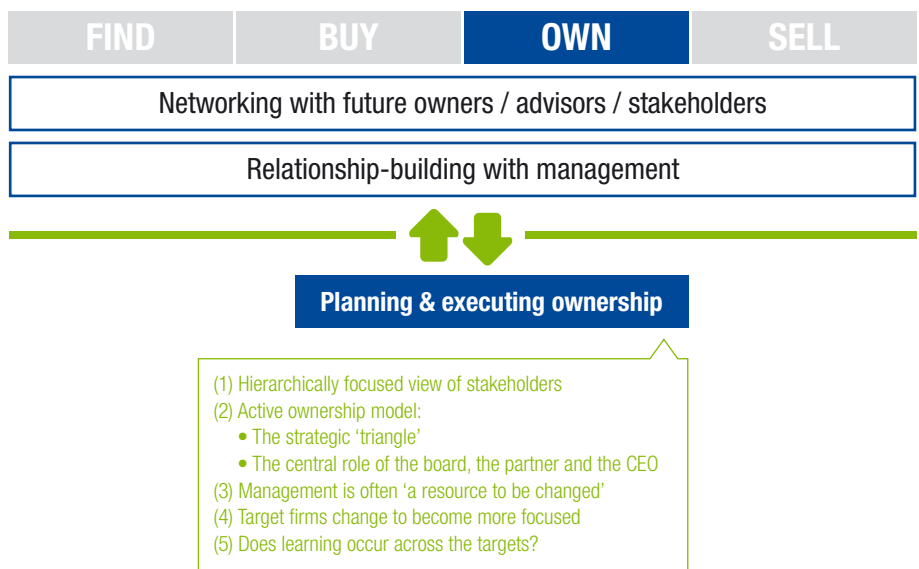 FIND BUY OWN SELL
Networking with future owners / advisors / stakeholders
Relationship-building with management
Planning & executing ownership
(1) Hierarchically focused view of stakeholders
(2) Active ownership model:
• The strategic ‘triangle’
• The central role of the board, the partner and the CEO
(3) Management is often ‘a resource to be changed’
(4) Target firms change to become more focused
(5) Does learning occur across the targets?